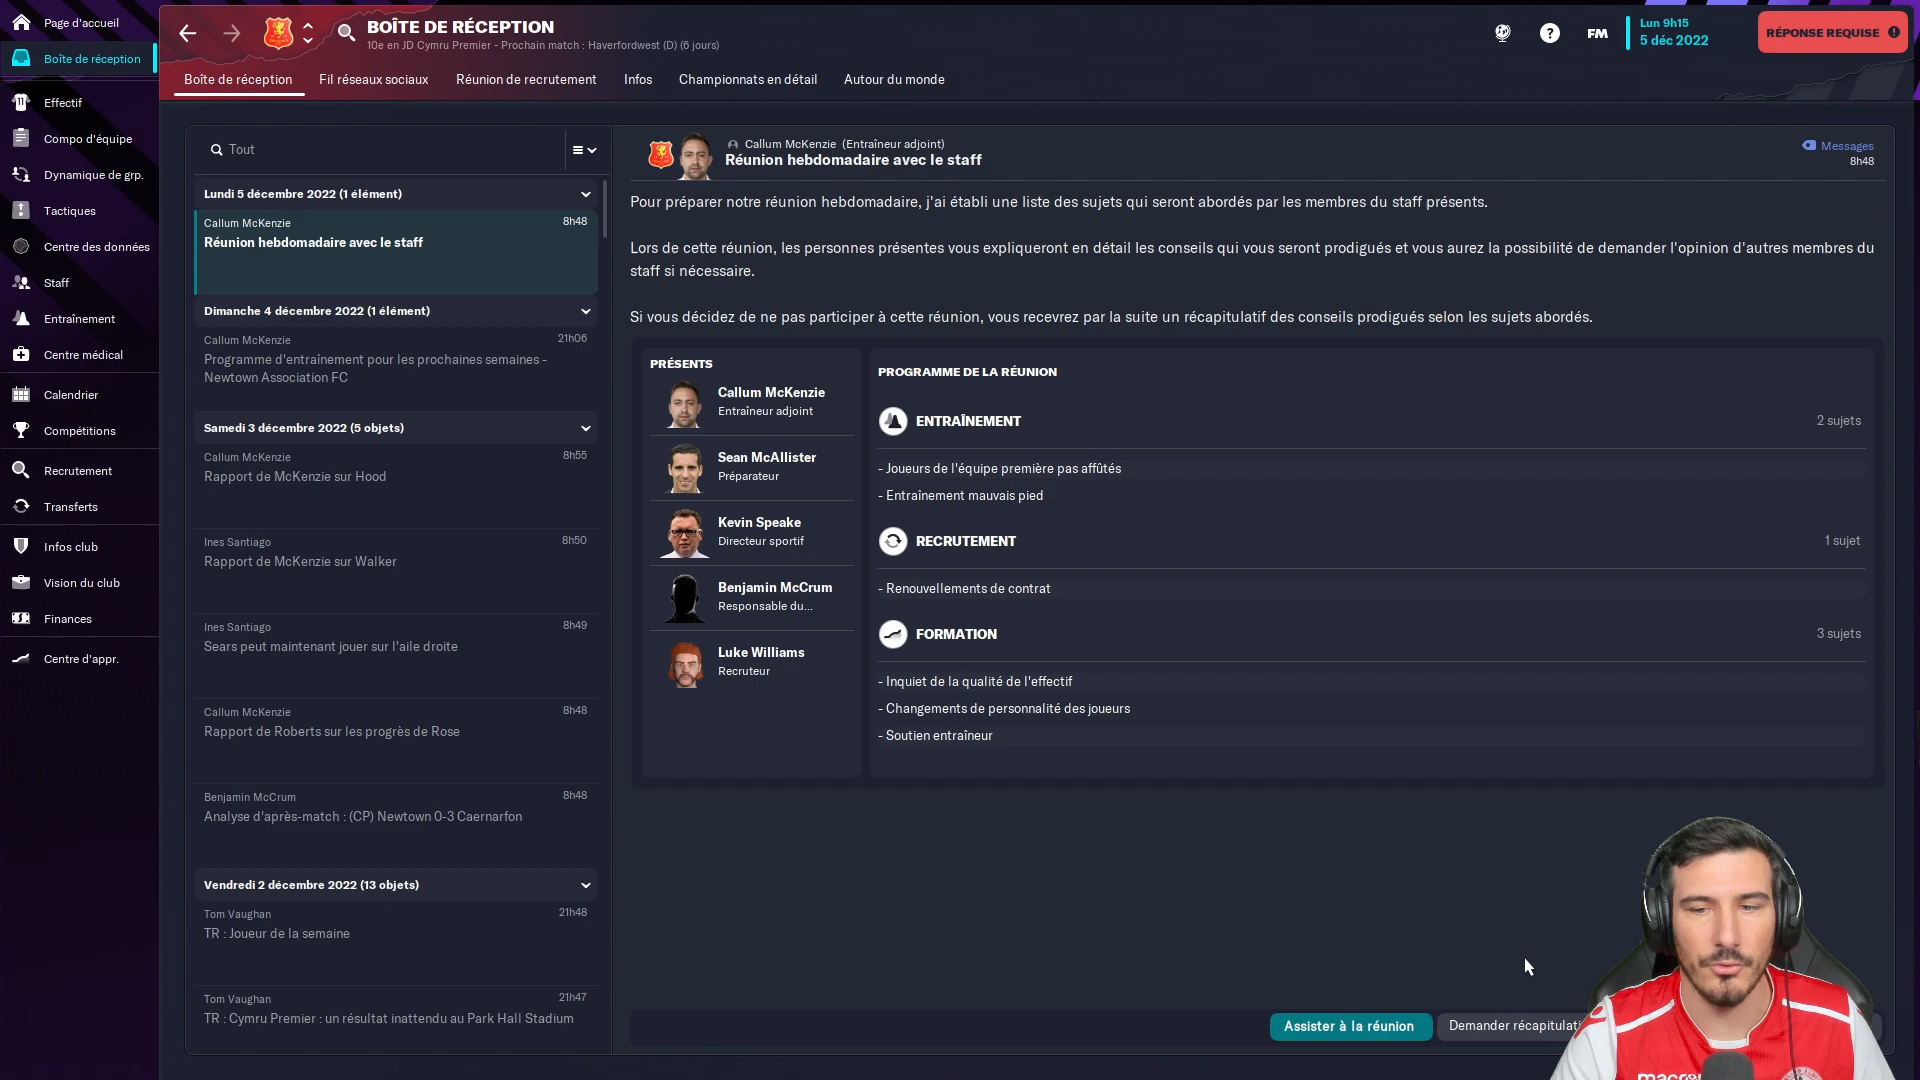 Page d'accueil
Boîte de réception
Effectif
Compo d'équipe
Dynamique de grp.
Tactiques
Centre des données
Staff
Entraînement
Centre médical
Calendrier
Compétitions
Recrutement
Transferts
Infos club
Vision du club
Finances
Centre d'appr.
BOÎTE DE RÉCEPTION
10e en JD Cymru Premier - Prochain match : Haverfordwest (D) (6 jours)
FM
Lun 9h15
5 déc 2022
RÉPONSE REQUISE
Boîte de réception
Fil réseaux sociaux
Réunion de recrutement
Infos
Championnats en détail
Autour du monde
Tout
Lundi 5 décembre 2022 (1 élément)
Callum McKenzie 8h48
Réunion hebdomadaire avec le staff
Dimanche 4 décembre 2022 (1 élément)
Callum McKenzie 21h06
Programme d'entraînement pour les prochaines semaines -
Newtown Association FC
Samedi 3 décembre 2022 (5 objets)
Callum McKenzie 8h55
Rapport de McKenzie sur Hood
Ines Santiago 8h50
Rapport de McKenzie sur Walker
Ines Santiago 8h49
Sears peut maintenant jouer sur l'aile droite
Callum McKenzie 8h48
Rapport de Roberts sur les progrès de Rose
Benjamin McCrum 8h48
Analyse d'après-match : (CP) Newtown 0-3 Caernarfon
Vendredi 2 décembre 2022 (13 objets)
Tom Vaughan 21h48
TR : Joueur de la semaine
Tom Vaughan 21h47
TR : Cymru Premier : un résultat inattendu au Park Hall Stadium
Callum McKenzie (Entraîneur adjoint)
Réunion hebdomadaire avec le staff
Messages
8h48
Pour préparer notre réunion hebdomadaire, j'ai établi une liste des sujets qui seront abordés par les membres du staff présents.
Lors de cette réunion, les personnes présentes vous expliqueront en détail les conseils qui vous seront prodigués et vous aurez la possibilité de demander l'opinion d'autres membres du
staff si nécessaire.
Si vous décidez de ne pas participer à cette réunion, vous recevrez par la suite un récapitulatif des conseils prodigués selon les sujets abordés.
PRÉSENTS
Callum McKenzie
Entraîneur adjoint
Sean McAllister
Préparateur
Kevin Speake
Directeur sportif
Benjamin McCrum
Responsable du...
Luke Williams
Recruteur
PROGRAMME DE LA RÉUNION
ENTRAÎNEMENT 2 sujets
- Joueurs de l'équipe première pas affûtés
- Entraînement mauvais pied
RECRUTEMENT 1 sujet
- Renouvellements de contrat
FORMATION 3 sujets
- Inquiet de la qualité de l'effectif
- Changements de personnalité des joueurs
- Soutien entraîneur
Assister à la réunion
Demander récapitulati